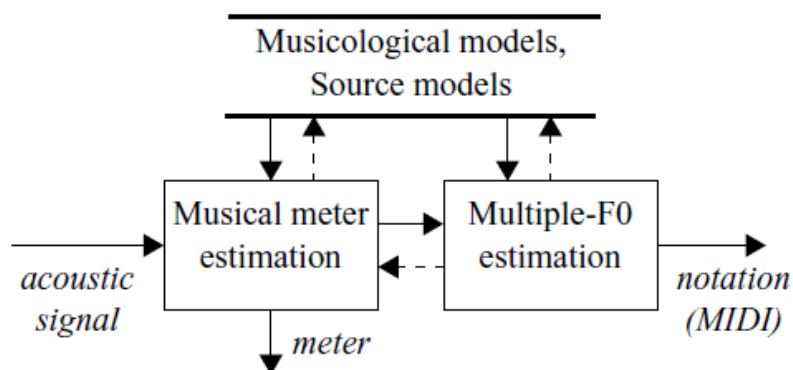 Musicological models,
Source models
Musical meter
estimation
Multiple-F0
estimation
acoustic
signal
notation
(MIDI)
meter